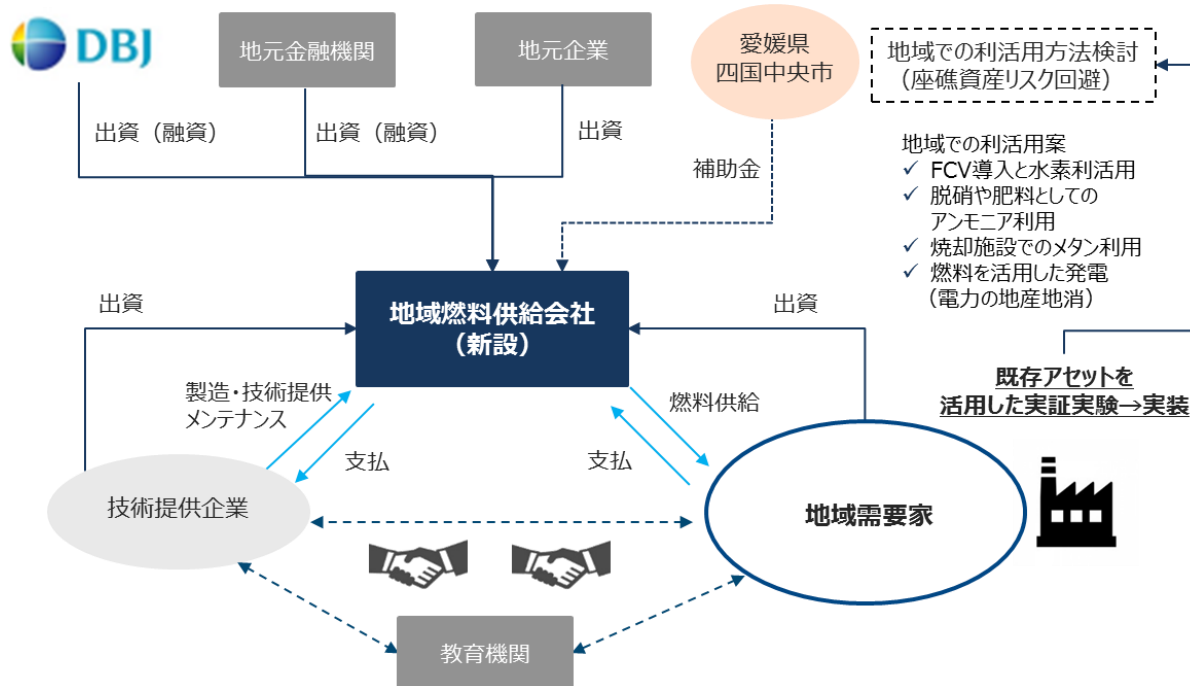 DBJ
地元金融機関
地元企業
愛媛県
四国中央市
地域での利活用方法検討
（座礁資産リスク回避）
出資（融資）
出資（融資）
出資
補助金
地域での利活用案
✓ FCV導入と水素利活用
✓ 脱硝や肥料としての
アンモニア利用
✓ 焼却施設でのメタン利用
✓ 燃料を活用した発電
（電力の地産地消）
出資
地域燃料供給会社
（新設）
出資
製造・技術提供
メンテナンス
支払
燃料供給
支払
既存アセットを
活用した実証実験→実装
技術提供企業
地域需要家
教育機関